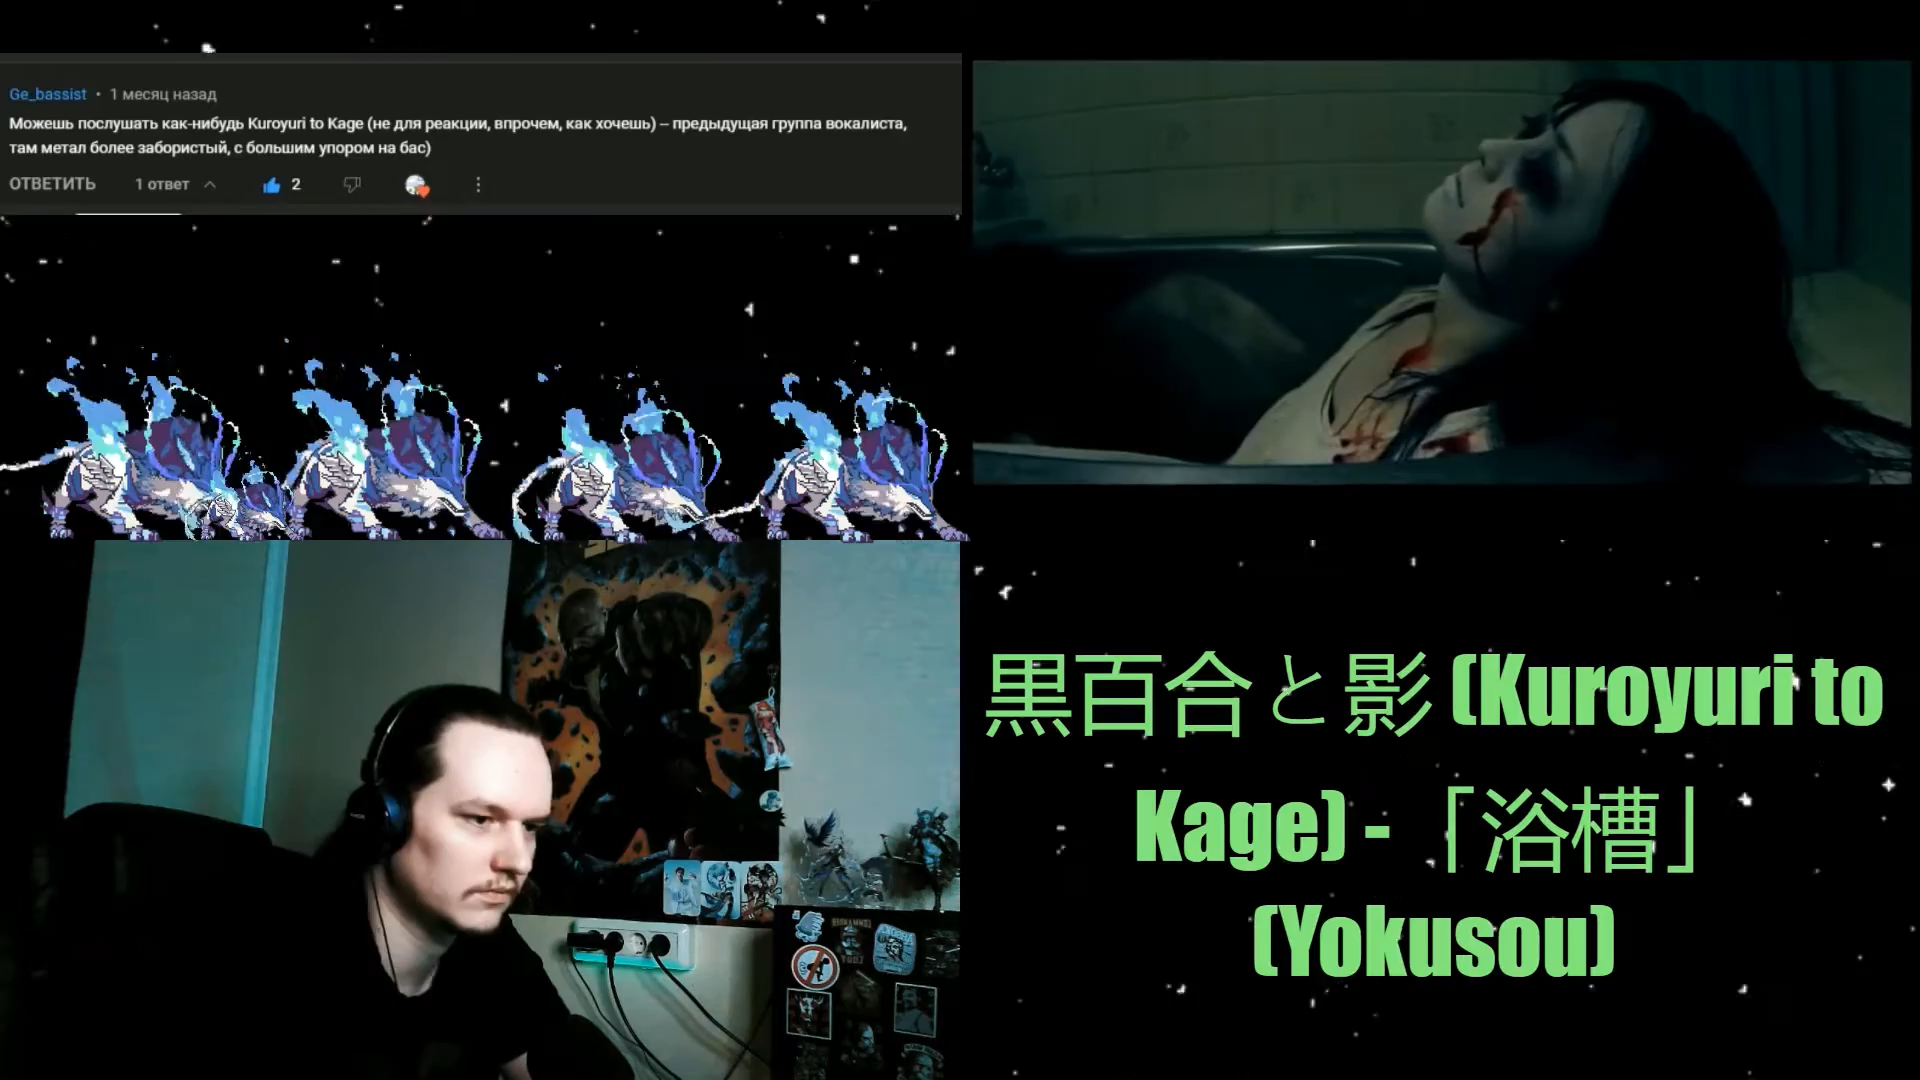 Ge_bassist • 1 месяц назад
Можешь послушать как-нибудь Kuroyuri to Kage (не для реакции, впрочем, как хочешь) – предыдущая группа вокалиста,
там метал более забористый, с большим упором на бас)
ОТВЕТИТЬ 1 ответ 2
黒百合と影 (Kuroyuri to
Kage) -「浴槽」
(Yokusou)